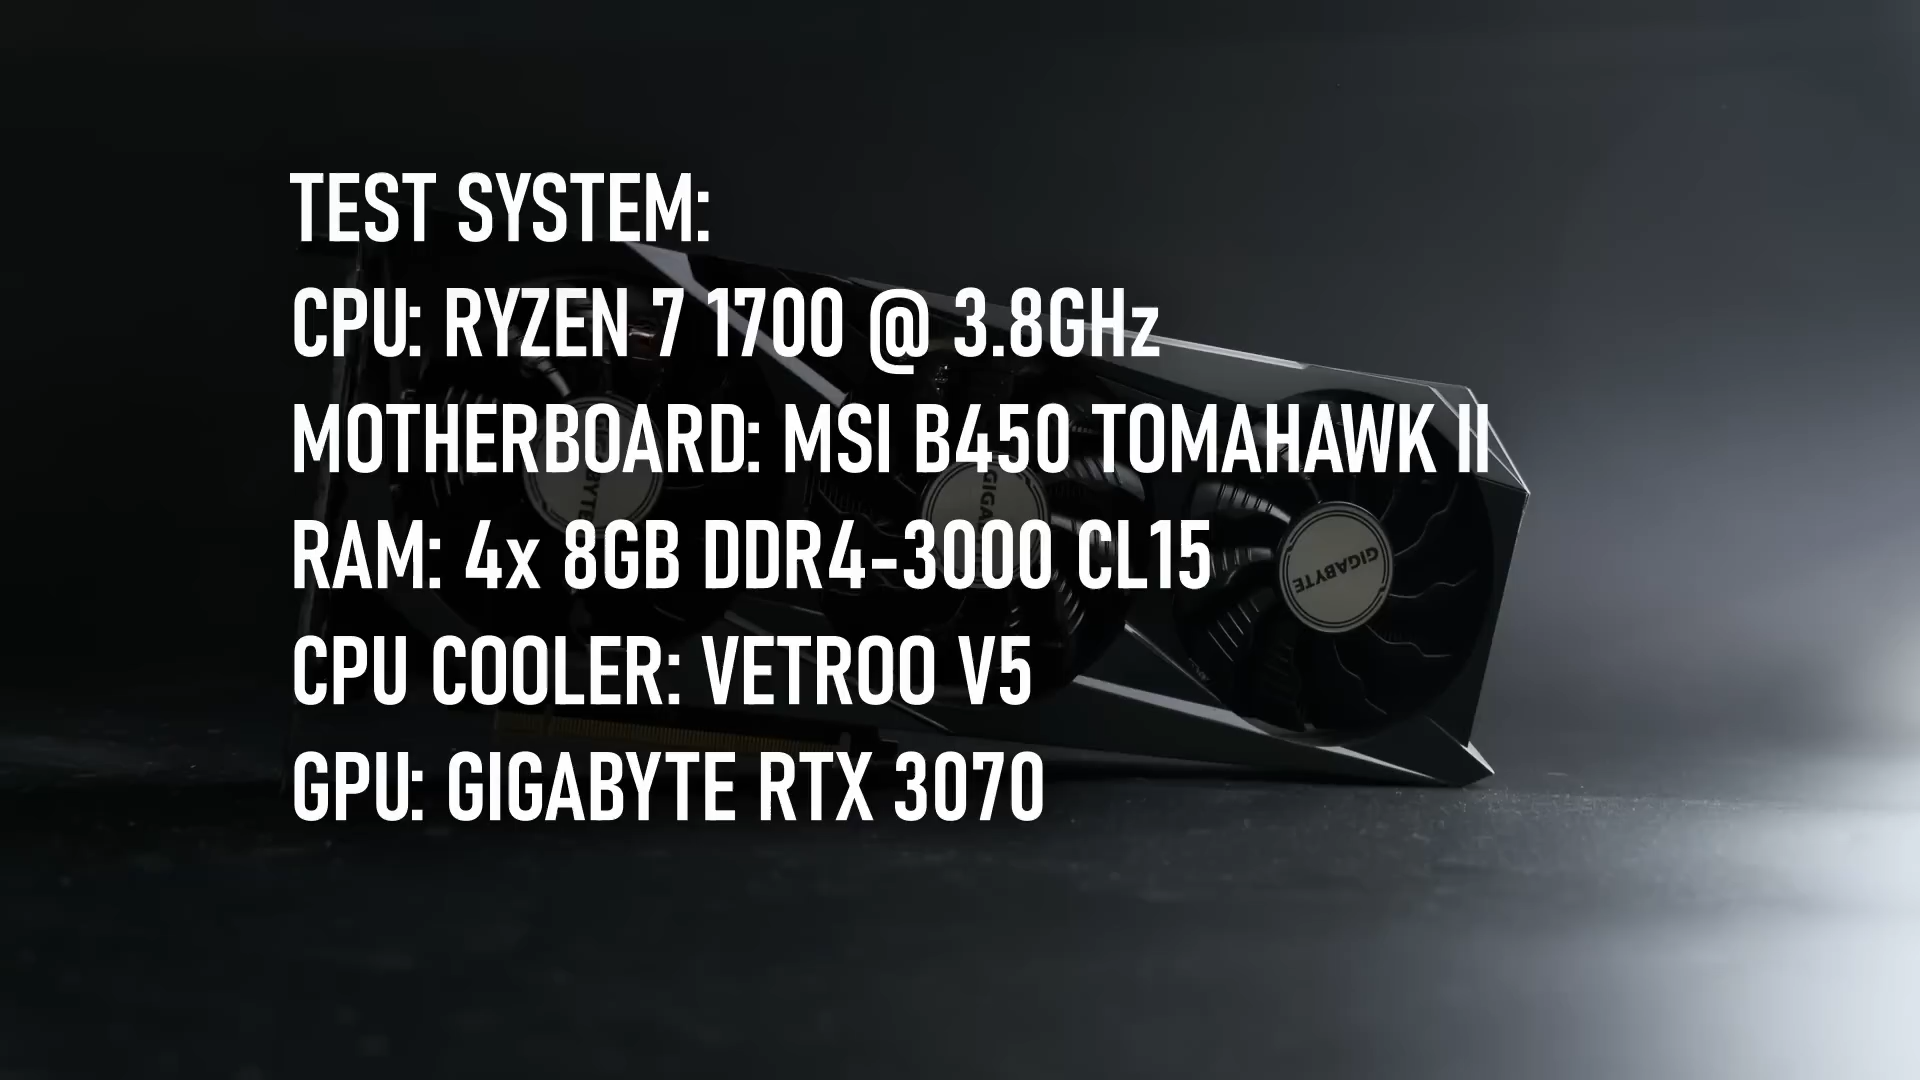 TEST SYSTEM:
CPU: RYZEN 7 1700 @ 3.8GHz
MOTHERBOARD: MSI B450 TOMAHAWK II
RAM: 4x 8GB DDR4-3000 CL15
CPU COOLER: VETROO V5
GPU: GIGABYTE RTX 3070
GIGABYTE